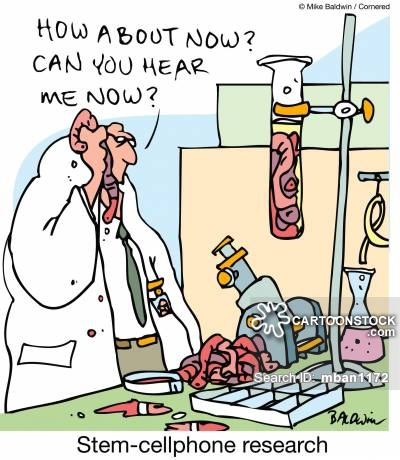 © Mike Baldwin / Cornered
HOW ABOUT NOW?
CAN YOU HEAR
ME NOW?
CARTOONSTOCK
.com
Search ID: mban1172
BALDWIN
Stem-cellphone research